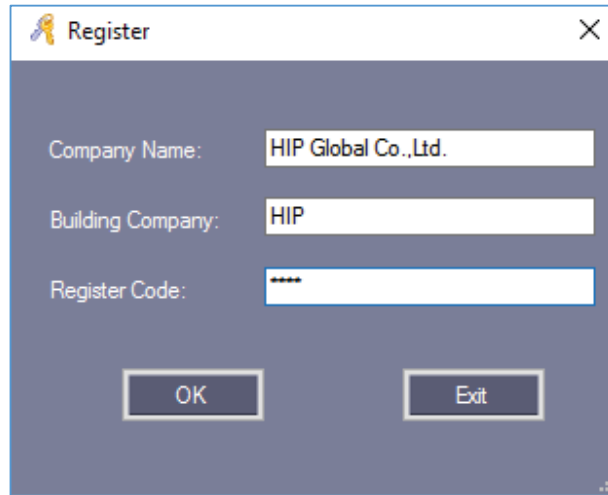 Register
Company Name: HIP Global Co.,Ltd.
Building Company: HIP
Register Code: ****
OK Exit